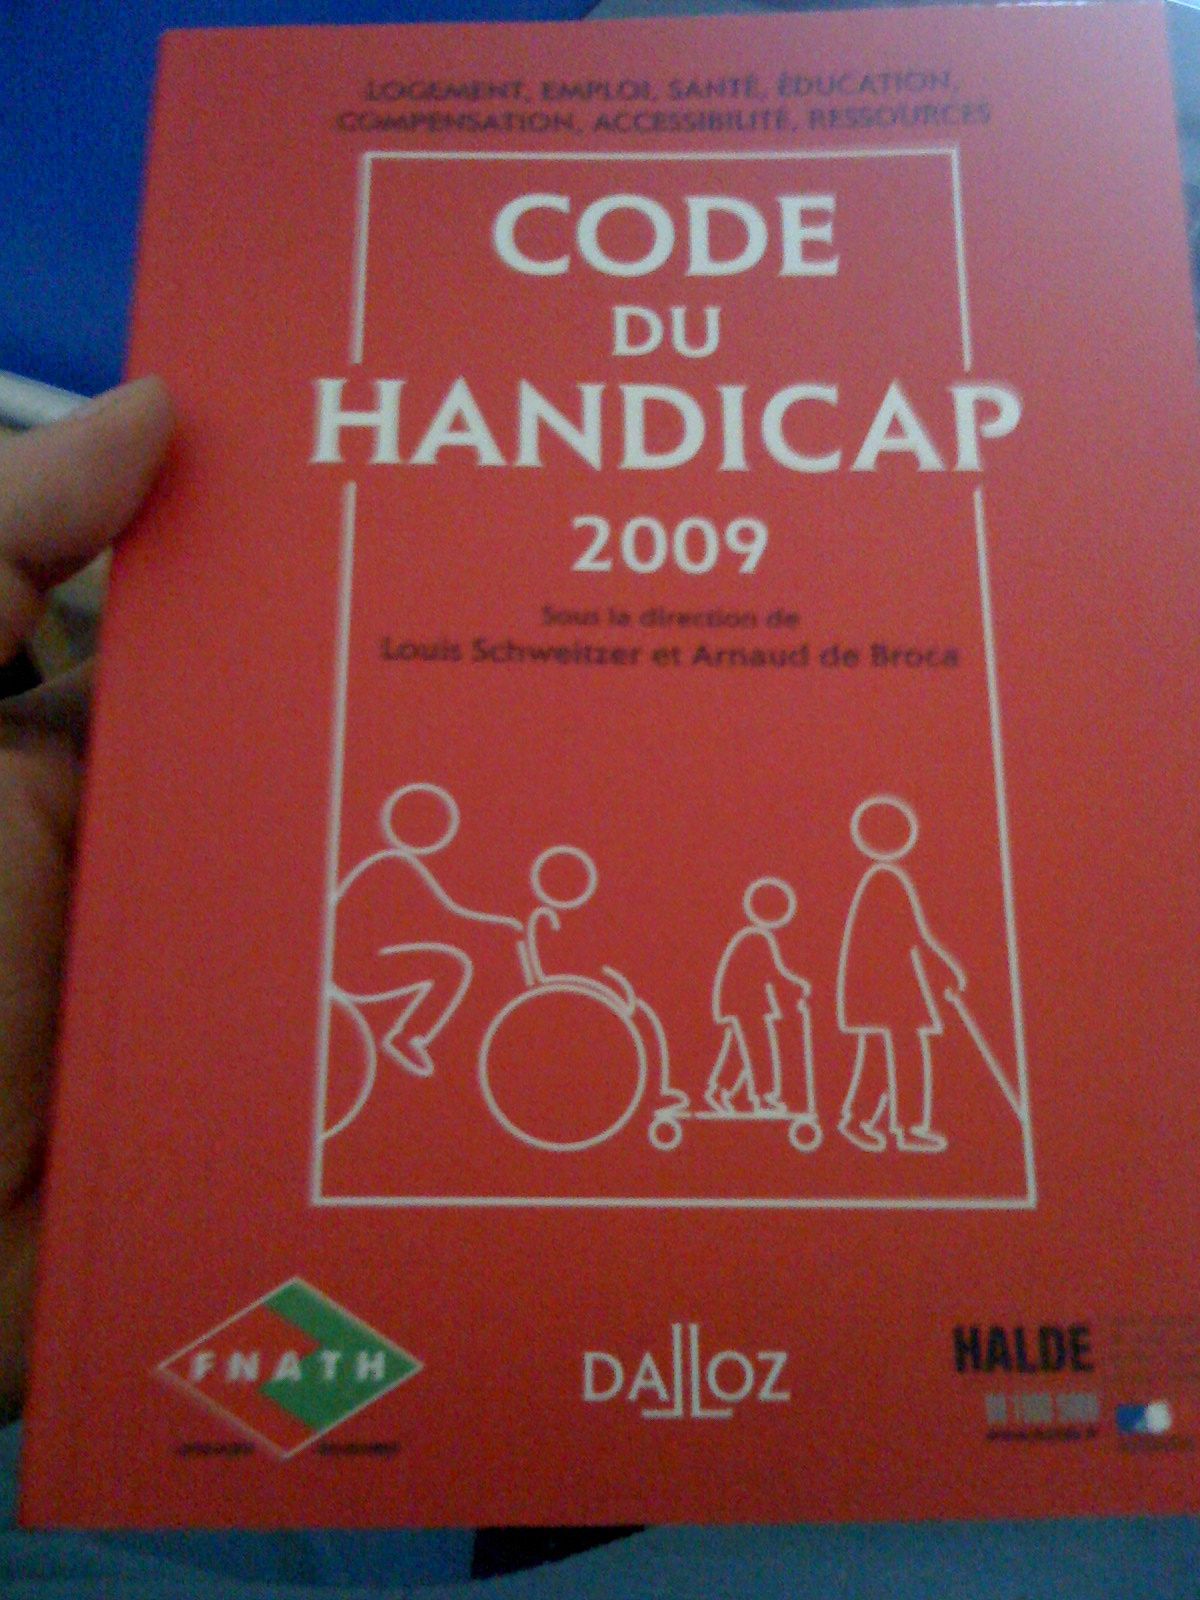 LOGEMENT, EMPLOI, SANTÉ, ÉDUCATION,
COMPENSATION, ACCESSIBILITÉ, RESSOURCES
CODE
DU
HANDICAP
2009
Sous la direction de
Louis Schweitzer et Arnaud de Broca
FNATH
DALLOZ
HALDE